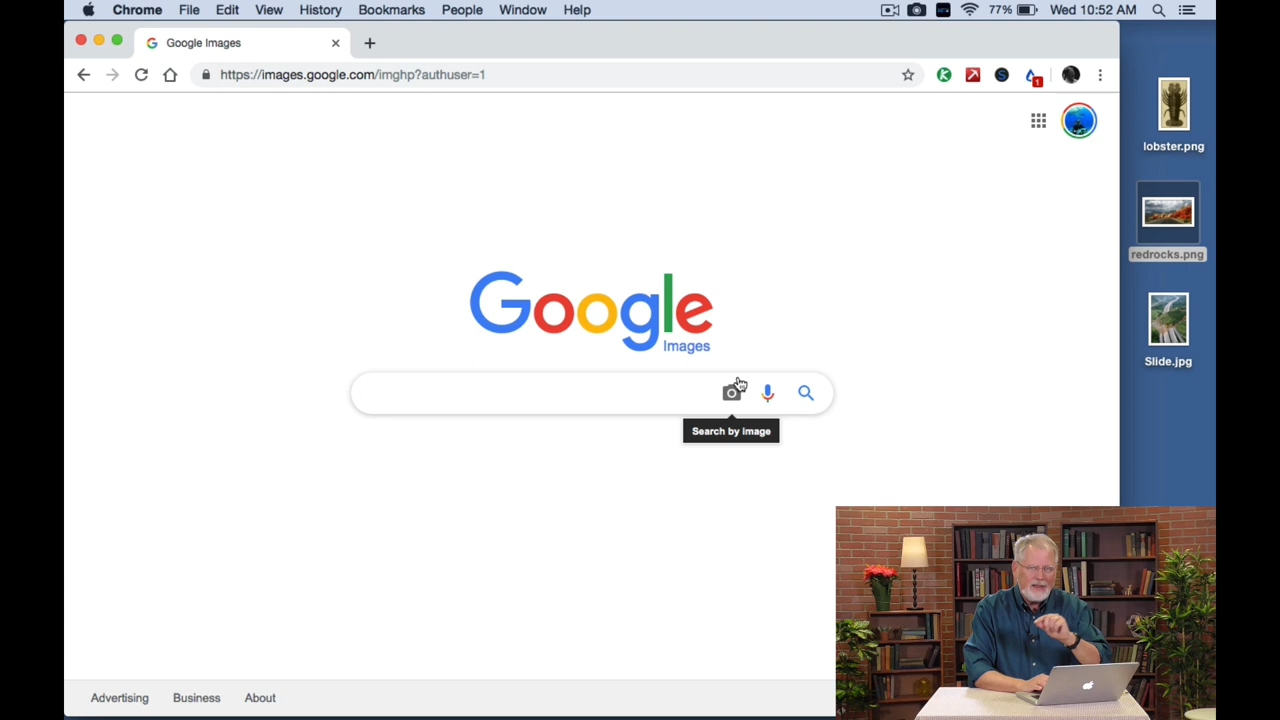 Chrome File Edit View History Bookmarks People Window Help 77% Wed 10:52 AM
Google Images
https://images.google.com/imghp?authuser=1
1
lobster.png
redrocks.png
Slide.jpg
Google
Images
Search by image
Advertising Business About